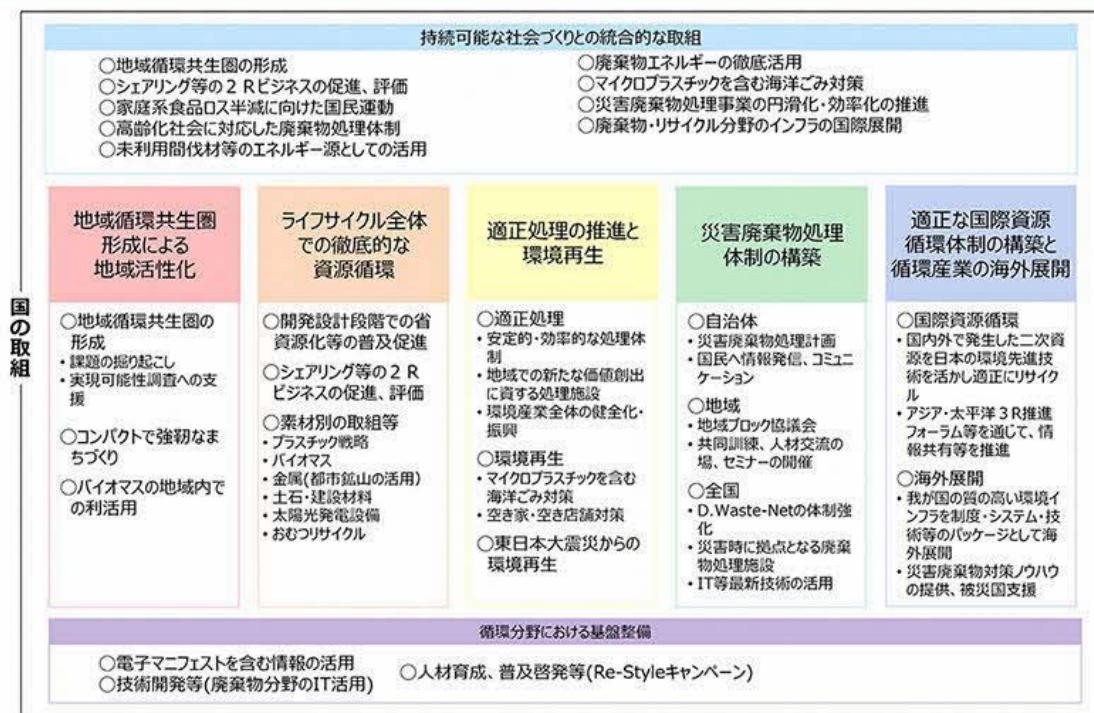 国の取組
持続可能な社会づくりとの統合的な取組
○地域循環共生圏の形成
○シェアリング等の2Rビジネスの促進、評価
○家庭系食品ロス半減に向けた国民運動
○高齢化社会に対応した廃棄物処理体制
○未利用間伐材等のエネルギー源としての活用
○廃棄物エネルギーの徹底活用
○マイクロプラスチックを含む海洋ごみ対策
○災害廃棄物処理事業の円滑化・効率化の推進
○廃棄物・リサイクル分野のインフラの国際展開
地域循環共生圏
形成による
地域活性化
○地域循環共生圏の
形成
・課題の掘り起こし
・実現可能性調査への支
援
○コンパクトで強靭なま
ちづくり
○バイオマスの地域内で
の利活用
ライフサイクル全体
での徹底的な
資源循環
○開発設計段階での省
資源化等の普及促進
○シェアリング等の2R
ビジネスの促進、評価
○素材別の取組等
・プラスチック戦略
・バイオマス
・金属(都市鉱山の活用)
・土石・建設材料
・太陽光発電設備
・おむつリサイクル
適正処理の推進と
環境再生
○適正処理
・安定的・効率的な処理体
制
・地域での新たな価値創出
に資する処理施設
・環境産業全体の健全化・
振興
○環境再生
・マイクロプラスチックを含む
海洋ごみ対策
・空き家・空き店舗対策
○東日本大震災からの
環境再生
災害廃棄物処理
体制の構築
○自治体
・災害廃棄物処理計画
・国民へ情報発信、コミュニ
ケーション
○地域
・地域ブロック協議会
・共同訓練、人材交流の
場、セミナーの開催
○全国
・D.Waste-Netの体制強
化
・災害時に拠点となる廃棄
物処理施設
・IT等最新技術の活用
適正な国際資源
循環体制の構築と
循環産業の海外展開
○国際資源循環
・国内外で発生した二次資
源を日本の環境先進技
術を活かし適正にリサイク
ル
・アジア・太平洋3R推進
フォーラム等を通じて、情
報共有等を推進
○海外展開
・我が国の質の高い環境イ
ンフラを制度・システム・技
術等のパッケージとして海
外展開
・災害廃棄物対策ノウハウ
の提供、被災国支援
循環分野における基盤整備
○電子マニフェストを含む情報の活用
○技術開発等(廃棄物分野のIT活用)
○人材育成、普及啓発等(Re-Styleキャンペーン)